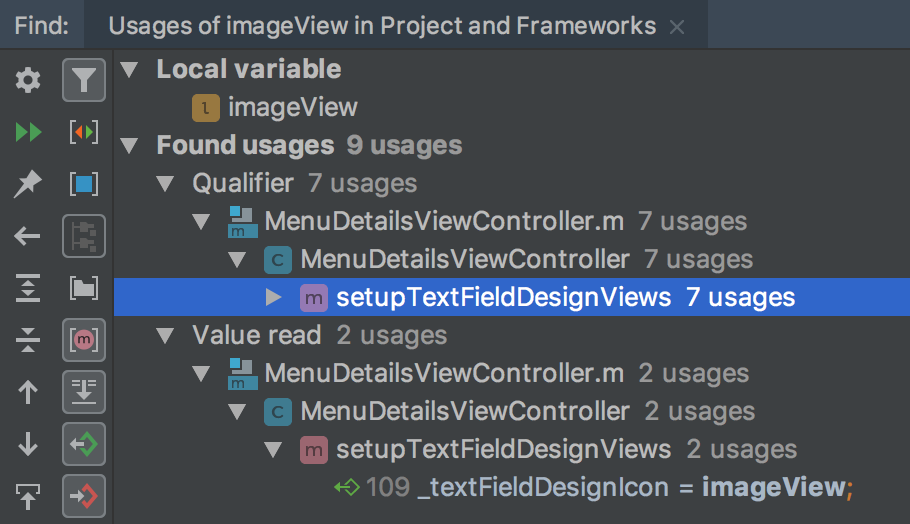 Find: Usages of imageView in Project and Frameworks
Local variable
l imageView
Found usages 9 usages
Qualifier 7 usages
m MenuDetailsViewController.m 7 usages
C MenuDetailsViewController 7 usages
m setupTextFieldDesignViews 7 usages
Value read 2 usages
m MenuDetailsViewController.m 2 usages
C MenuDetailsViewController 2 usages
m setupTextFieldDesignViews 2 usages
109 _textFieldDesignIcon = imageView;